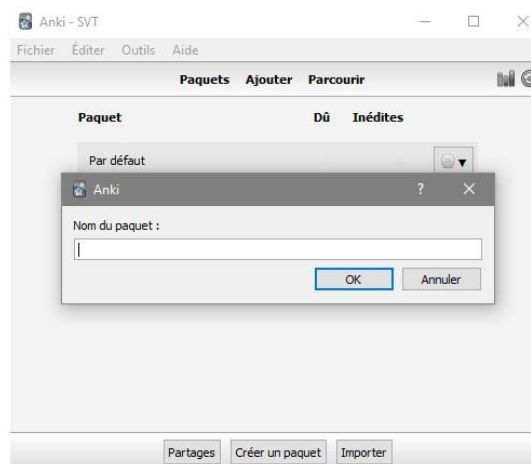 Anki - SVT
Fichier Éditer Outils Aide
Paquets Ajouter Parcourir
Paquet Dû Inédites
Par défaut
Anki ?
Nom du paquet :
OK Annuler
Partages Créer un paquet Importer